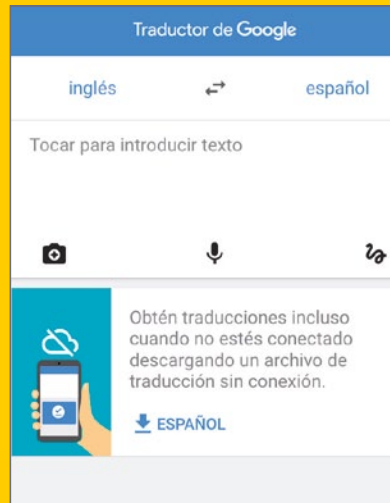 Traductor de Google
inglés español
Tocar para introducir texto
Obtén traducciones incluso
cuando no estés conectado
descargando un archivo de
traducción sin conexión.
ESPAÑOL